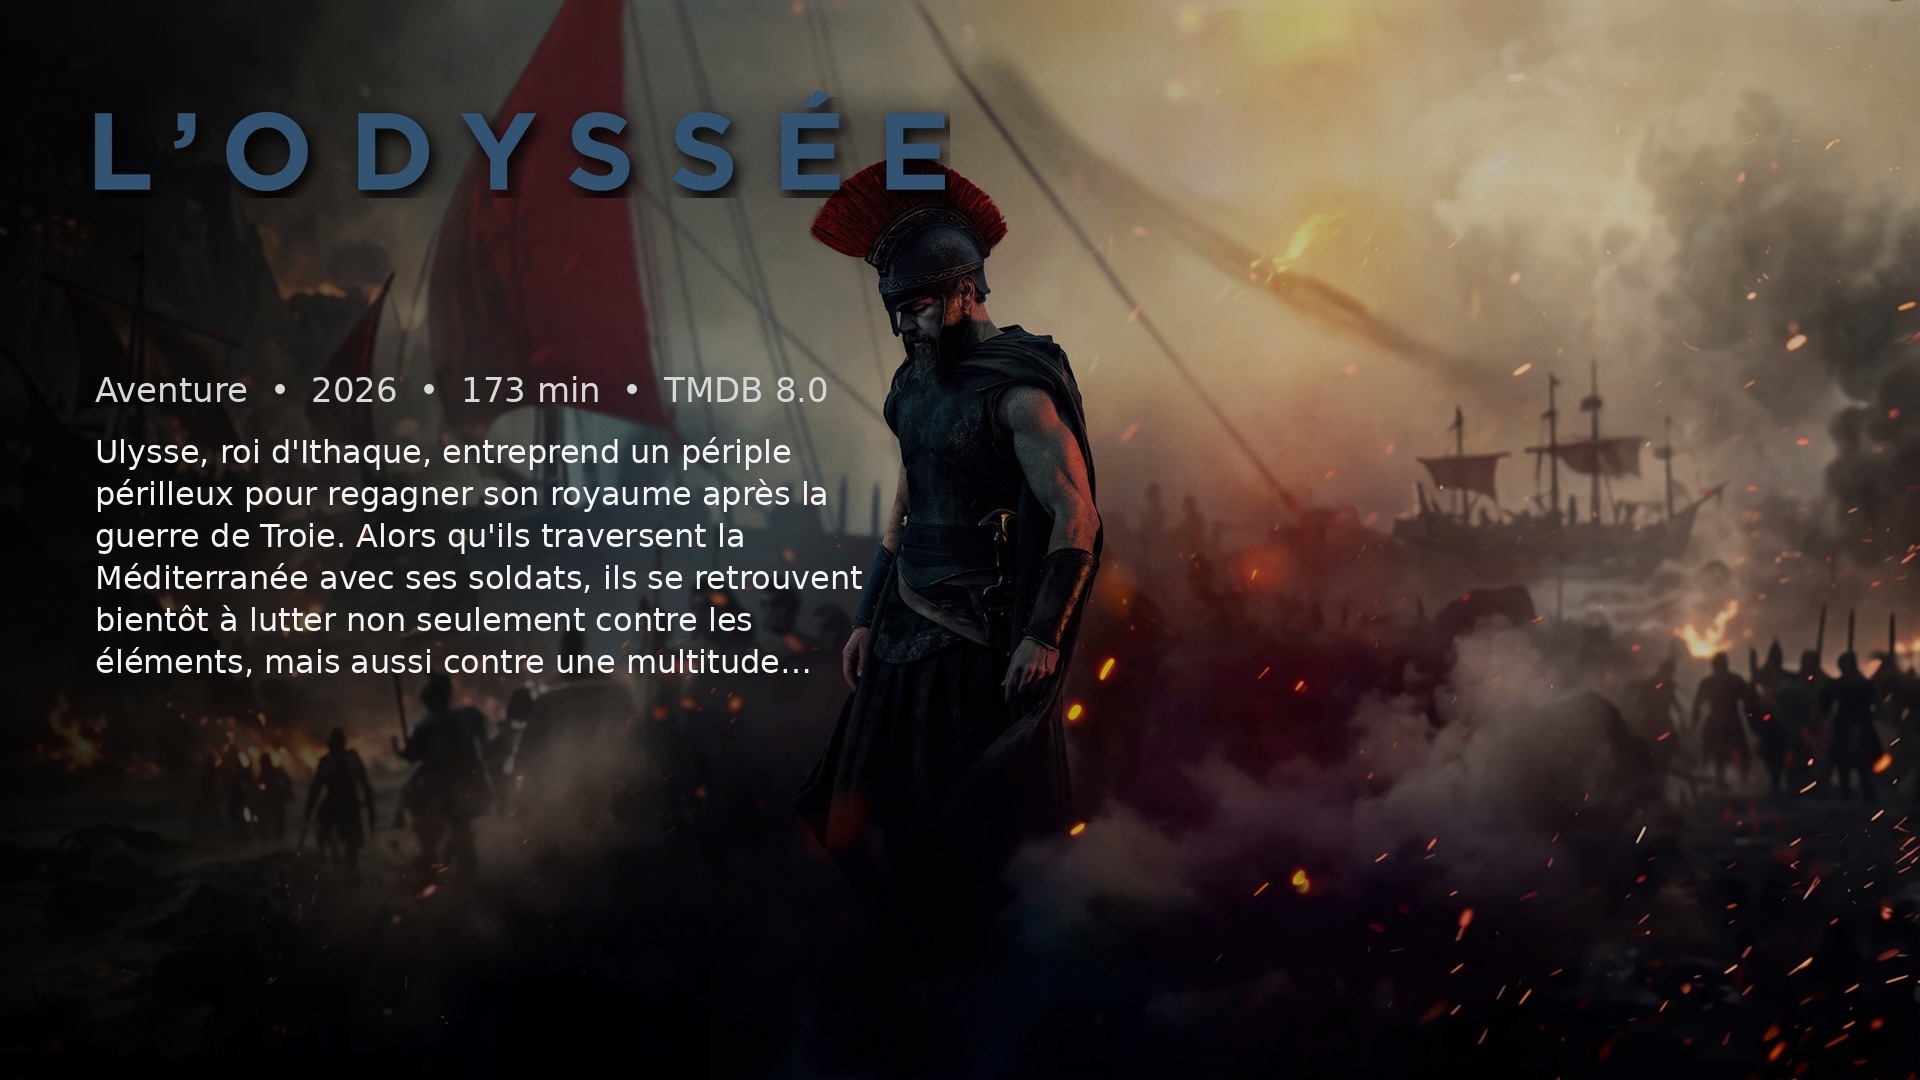 L’ODYSSÉE
Aventure • 2026 • 173 min • TMDB 8.0
Ulysse, roi d'Ithaque, entreprend un périple
périlleux pour regagner son royaume après la
guerre de Troie. Alors qu'ils traversent la
Méditerranée avec ses soldats, ils se retrouvent
bientôt à lutter non seulement contre les
éléments, mais aussi contre une multitude...